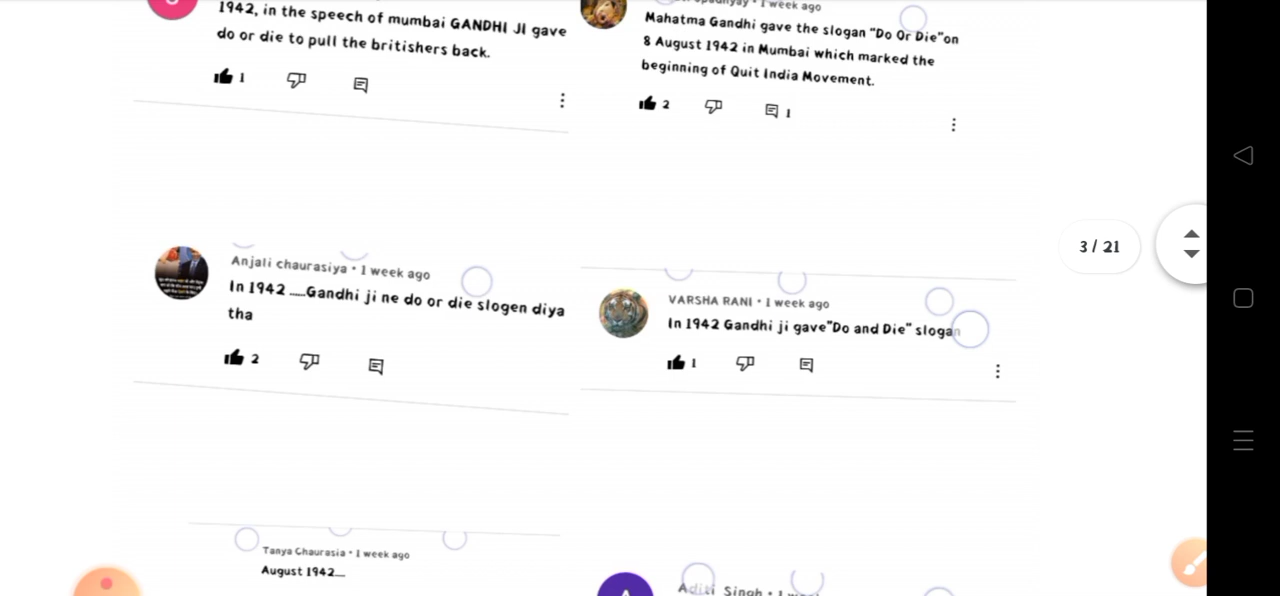 1942, in the speech of mumbai GANDHI JI gave
do or die to pull the britishers back.
1
1 week ago
Mahatma Gandhi gave the slogan "Do Or Die"on
8 August 1942 in Mumbai which marked the
beginning of Quit India Movement.
2
1
3 / 21
Anjali chaurasiya • 1 week ago
In 1942 ......Gandhi ji ne do or die slogen diya
tha
2
VARSHA RANI • 1 week ago
In 1942 Gandhi ji gave"Do and Die" slogan
1
Tanya Chaurasia • 1 week ago
August 1942....
Aditi Singh • 1